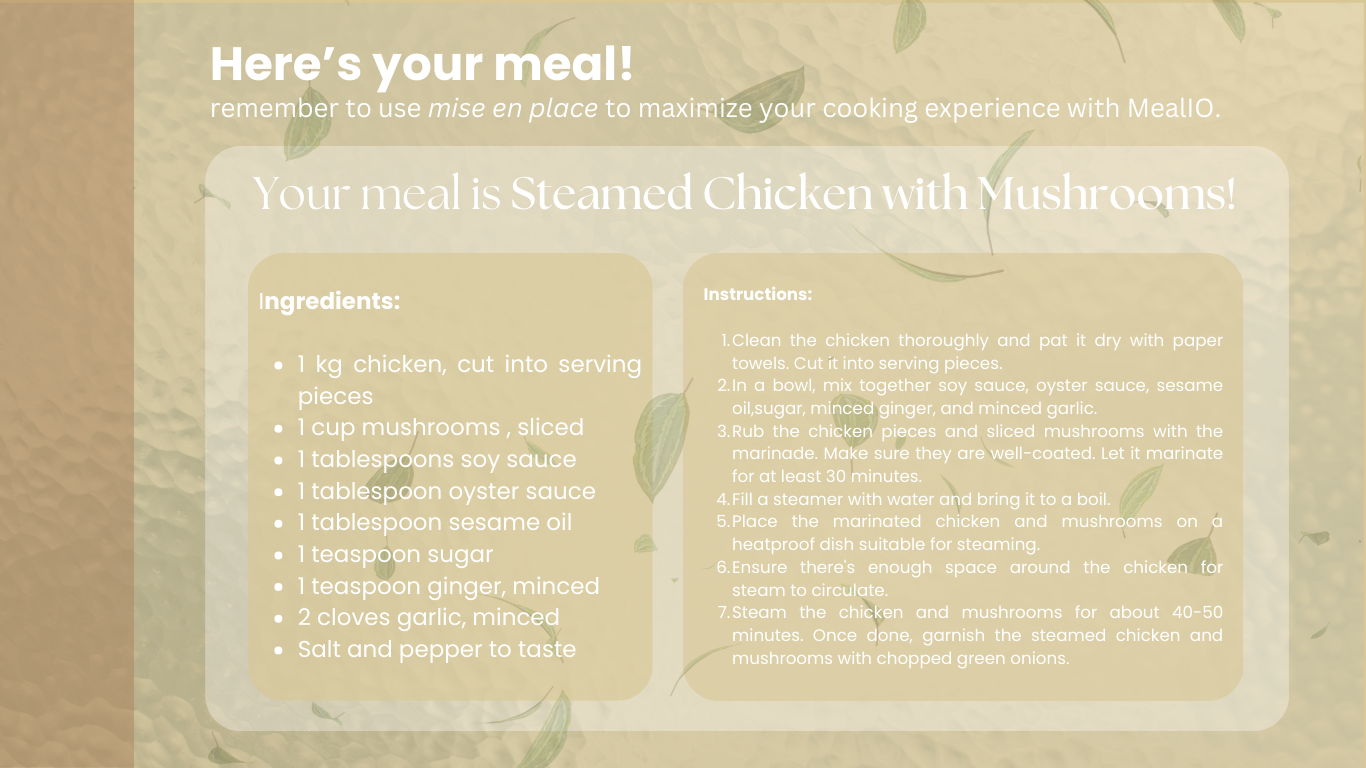 Here’s your meal!
remember to use mise en place to maximize your cooking experience with MealIO.
Your meal is Steamed Chicken with Mushrooms!
Ingredients:
• 1 kg chicken, cut into serving
pieces
• 1 cup mushrooms , sliced
• 1 tablespoons soy sauce
• 1 tablespoon oyster sauce
• 1 tablespoon sesame oil
• 1 teaspoon sugar
• 1 teaspoon ginger, minced
• 2 cloves garlic, minced
• Salt and pepper to taste
Instructions:
1. Clean the chicken thoroughly and pat it dry with paper
towels. Cut it into serving pieces.
2. In a bowl, mix together soy sauce, oyster sauce, sesame
oil,sugar, minced ginger, and minced garlic.
3. Rub the chicken pieces and sliced mushrooms with the
marinade. Make sure they are well-coated. Let it marinate
for at least 30 minutes.
4. Fill a steamer with water and bring it to a boil.
5. Place the marinated chicken and mushrooms on a
heatproof dish suitable for steaming.
6. Ensure there's enough space around the chicken for
steam to circulate.
7. Steam the chicken and mushrooms for about 40-50
minutes. Once done, garnish the steamed chicken and
mushrooms with chopped green onions.